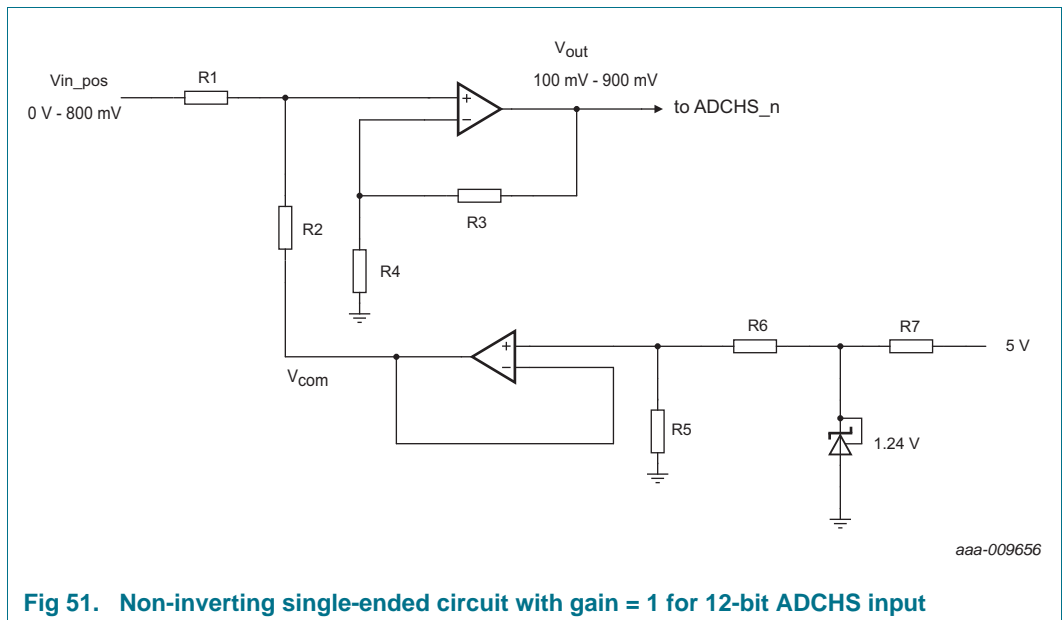 Vout
Vin_pos
R1
100 mV - 900 mV
0 V - 800 mV
+
−
to ADCHS_n
R3
R2
R4
R6
R7
+
−
5 V
Vcom
R5
1.24 V
aaa-009656
Fig 51. Non-inverting single-ended circuit with gain = 1 for 12-bit ADCHS input